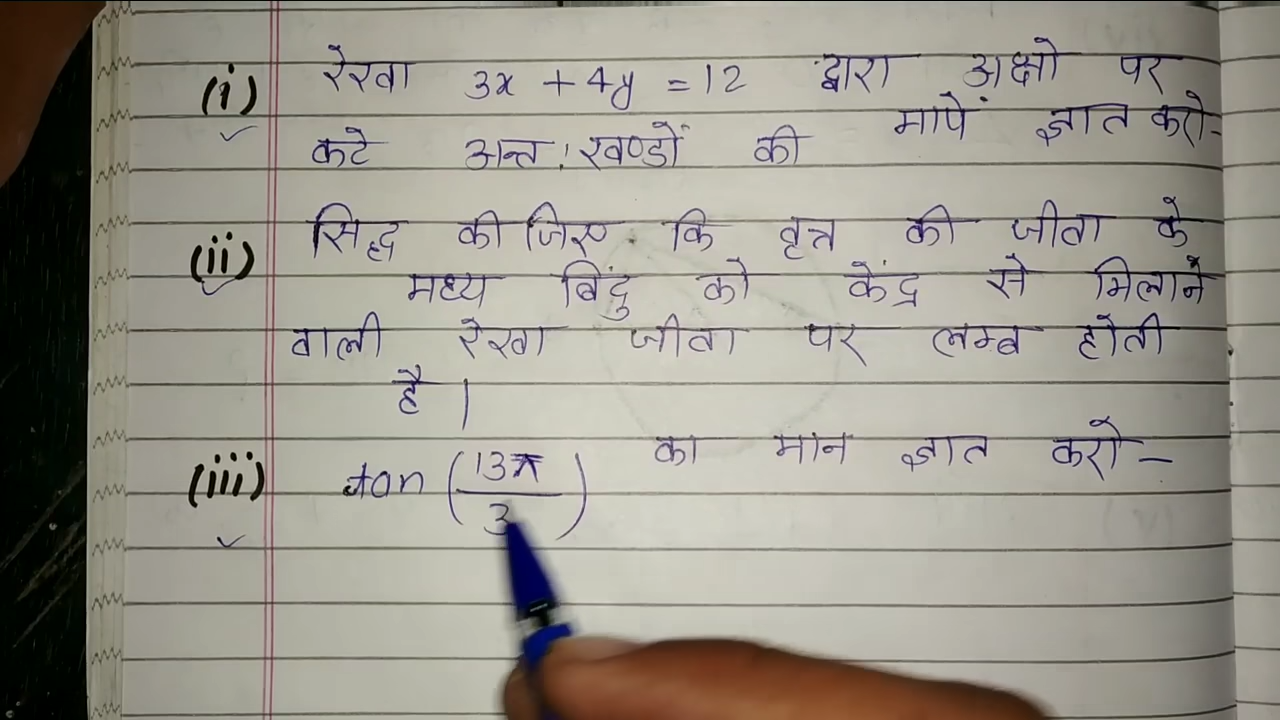 (i) रेखा 3x + 4y = 12 द्वारा अक्षो पर
कटे अन्त: खण्डों की मापें ज्ञात करो-
(ii) सिद्ध कीजिए कि वृत्त की जीवा के
मध्य बिंदु को केंद्र से मिलाने
वाली रेखा जीवा पर लम्ब होती
है |
(iii) tan (13π/3) का मान ज्ञात करो -